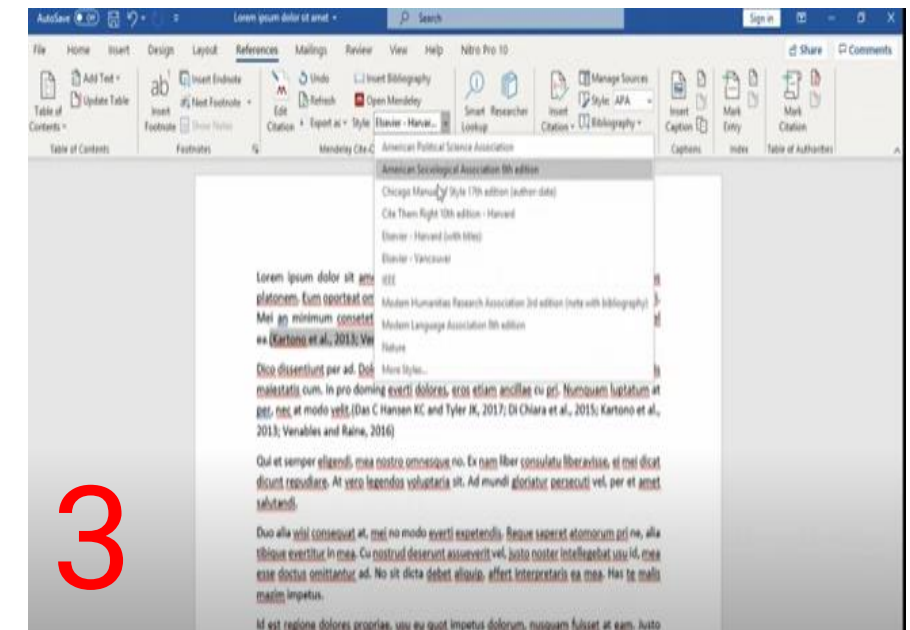 AutoSave Lorem ipsum dolor sit amet Search Sign in
File Home Insert Design Layout References Mailings Review View Help Nitro Pro 10 Share Comments
Add Text Insert Endnote Undo Insert Bibliography Manage Sources
Update Table Next Footnote Refresh Open Mendeley Style: APA
Table of Contents Insert Footnote Show Notes Edit Citation Export as Style Elsevier - Harvar... Smart Lookup Researcher Insert Citation Bibliography Insert Caption Mark Entry Mark Citation
Table of Contents Footnotes Mendeley Cite-O Captions Index Table of Authorities
American Political Science Association
American Sociological Association 6th edition
Chicago Manual Style 17th edition (author-date)
Cite Them Right 10th edition - Harvard
Elsevier - Harvard (with titles)
Elsevier - Vancouver
IEEE
Modern Humanities Research Association 3rd edition (note with bibliography)
Modern Language Association 8th edition
Nature
More Styles...
Lorem ipsum dolor sit ame
platonem. Eum oporteat om
Mei an minimum consetet
ea.(Kartono et al., 2013; Ve
Dico dissentiunt per ad. Dol
maiestatis cum. In pro doming everti dolores, eros etiam ancillae cu pri. Numquam luptatum at
per, nec at modo velit.(Das C Hansen KC and Tyler JK, 2017; Di Chiara et al., 2015; Kartono et al.,
2013; Venables and Raine, 2016)
Qui et semper eligendi, mea nostro omnesque no. Ex nam liber consulatu liberavisse, ei mei dicat
dicunt repudiare. At vero legendos voluptaria sit. Ad mundi gloriatur persecuti vel, per et amet
salutandi.
Duo alia wisi consequat at, mei no modo everti expetendis. Reque saperet atomorum pri ne, alia
tibique evertitur in mea. Cu nostrud deserunt assueverit vel, justo noster intellegebat usu id, mea
esse doctus omittantur ad. No sit dicta debet aliquip, affert interpretaris ea mea. Has te malis
mazim impetus.
Id est regione dolores propriae, usu eu quot impetus dolorum, nusquam fuisset at eam. Justo
3